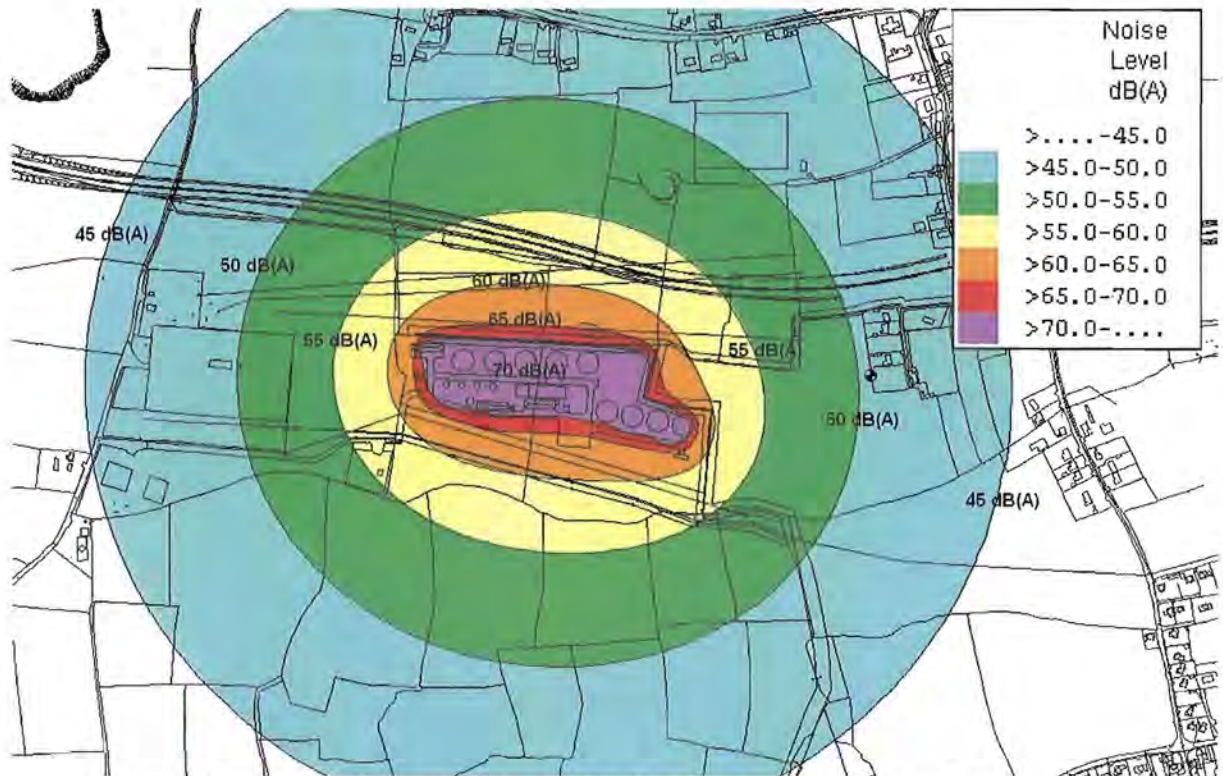 Noise
Level
dB(A)
>....-45.0
>45.0-50.0
>50.0-55.0
>55.0-60.0
>60.0-65.0
>65.0-70.0
>70.0-....
45 dB(A)
50 dB(A)
60 dB(A)
65 dB(A)
55 dB(A)
55 dB(A)
70 dB(A)
50 dB(A)
45 dB(A)